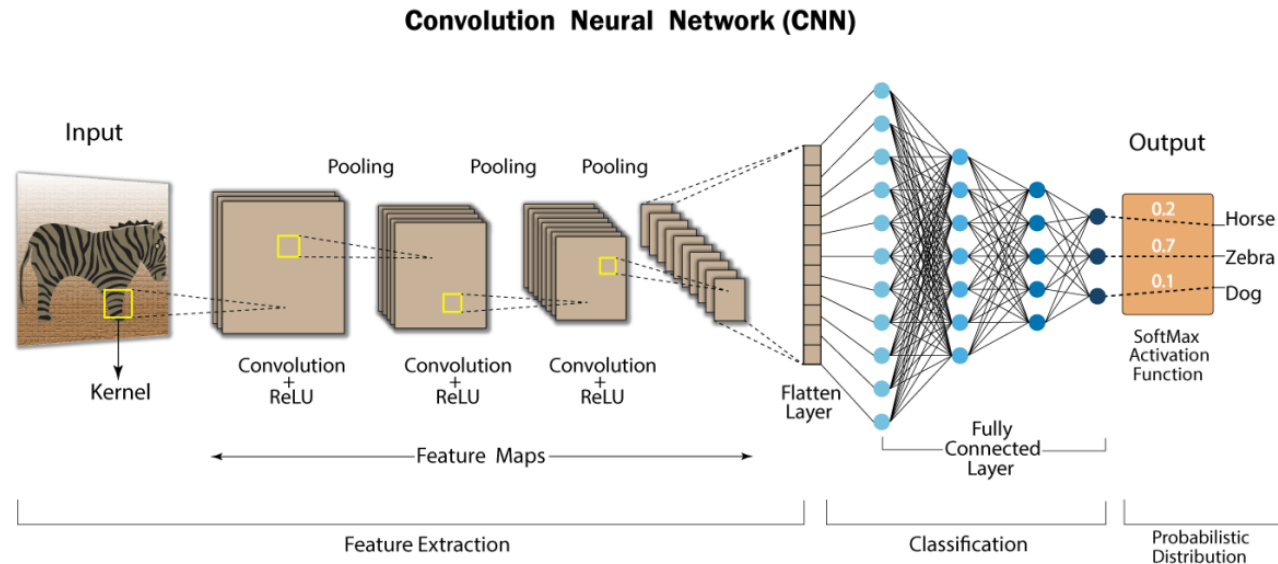 Convolution Neural Network (CNN)
Input
Output
Pooling
Pooling
Pooling
0.2
Horse
0.7
Zebra
0.1
Dog
Kernel
Convolution
+
ReLU
Convolution
+
ReLU
Convolution
+
ReLU
Flatten
Layer
SoftMax
Activation
Function
Fully
Connected
Layer
Feature Maps
Feature Extraction
Classification
Probabilistic
Distribution